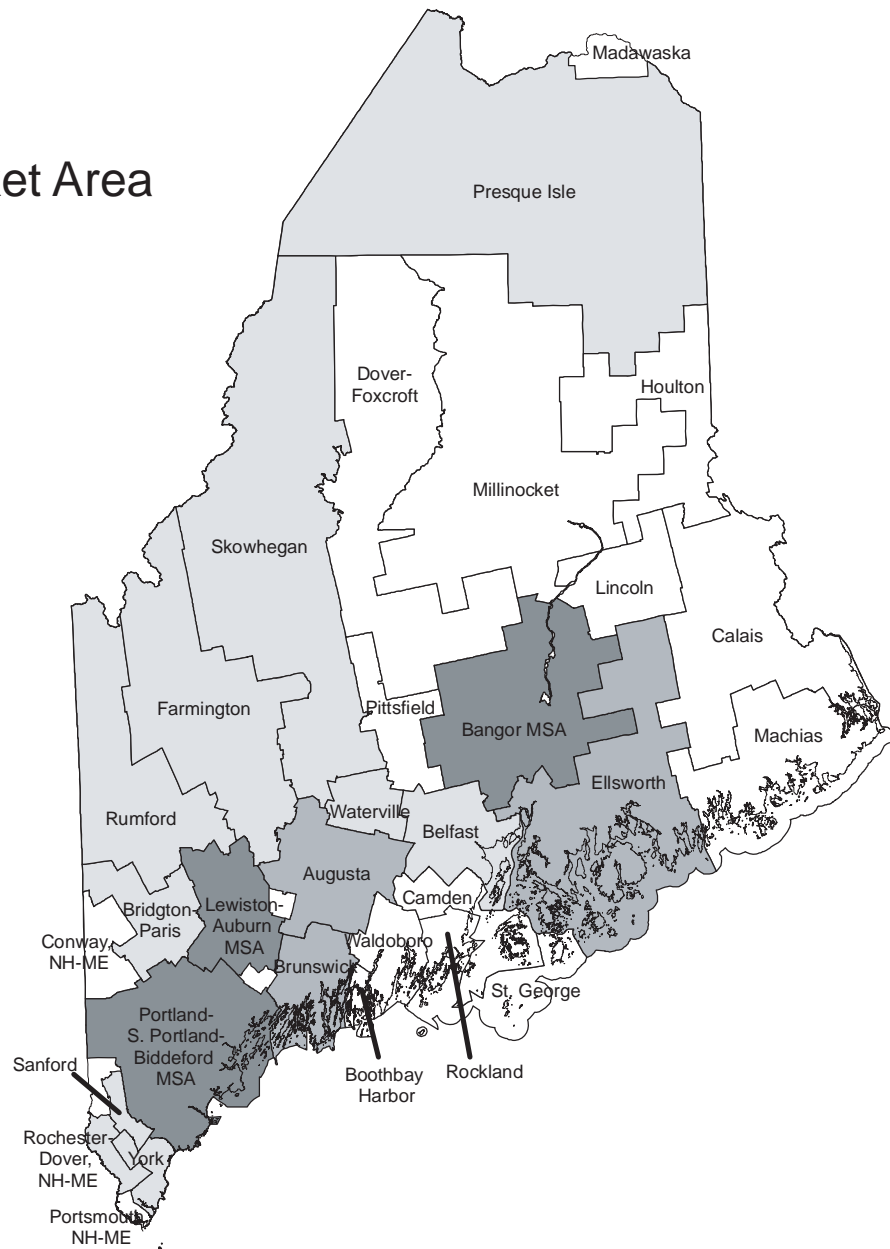 Madawaska
et Area
Presque Isle
Dover-
Foxcroft
Houlton
Millinocket
Skowhegan
Lincoln
Calais
Farmington
Pittsfield
Bangor MSA
Machias
Ellsworth
Rumford
Waterville
Belfast
Augusta
Camden
Bridgton-
Paris
Lewiston-
Auburn
MSA
Conway,
NH-ME
Waldoboro
Brunswick
St. George
Portland-
S. Portland-
Biddeford
MSA
Sanford
Boothbay
Harbor
Rockland
Rochester-
Dover,
NH-ME
York
Portsmouth,
NH-ME